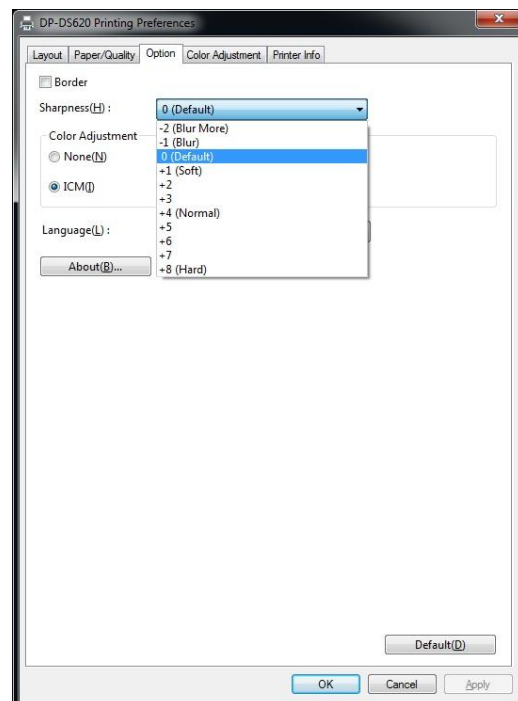 DP-DS620 Printing Preferences
Layout Paper/Quality Option Color Adjustment Printer Info
Border
Sharpness(H) : 0 (Default)
-2 (Blur More)
-1 (Blur)
0 (Default)
+1 (Soft)
+2
+3
+4 (Normal)
+5
+6
+7
+8 (Hard)
Color Adjustment
None(N)
ICM(I)
Language(L) :
About(B)...
Default(D)
OK Cancel Apply